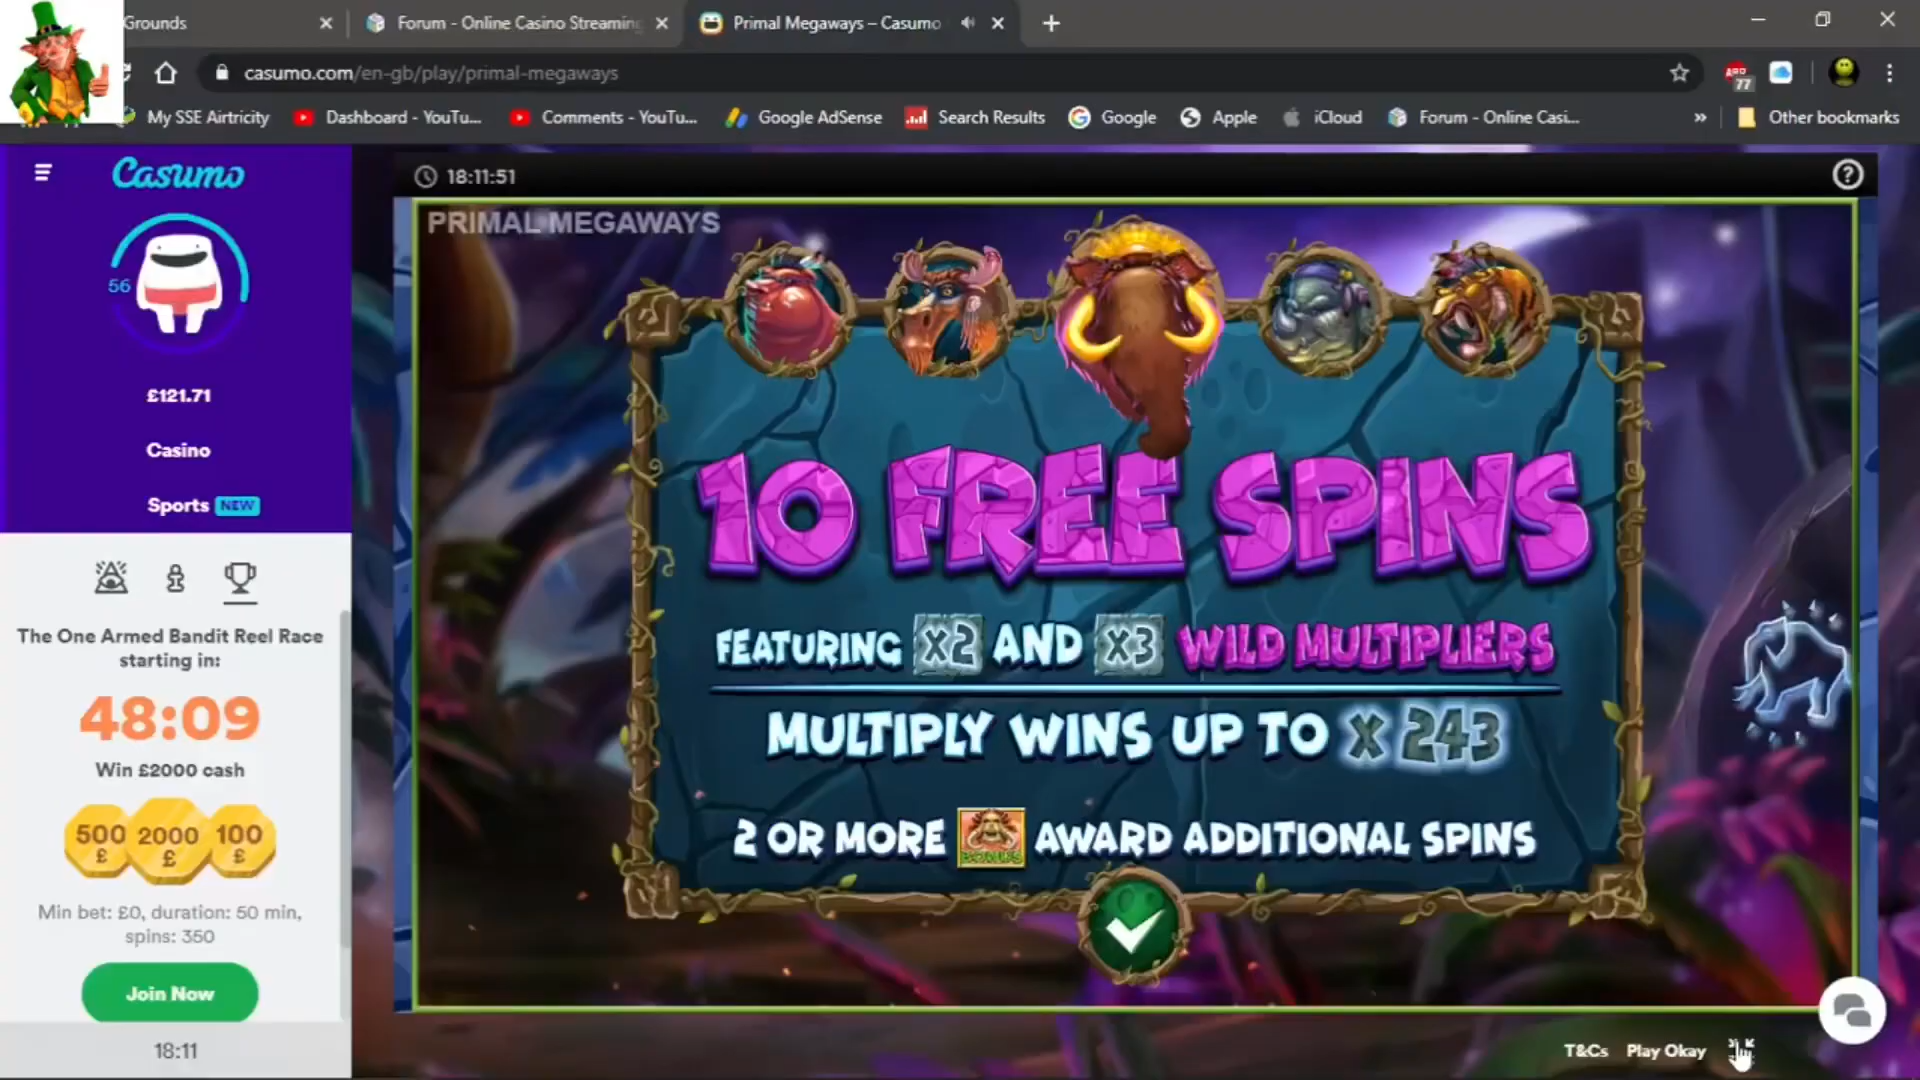 Grounds
Forum - Online Casino Streaming
Primal Megaways – Casumo
casumo.com/en-gb/play/primal-megaways
77
My SSE Airtricity
Dashboard - YouTu...
Comments - YouTu...
Google AdSense
Search Results
Google
Apple
iCloud
Forum - Online Casi...
»
Other bookmarks
Casumo
56
£121.71
Casino
Sports NEW
The One Armed Bandit Reel Race
starting in:
48:09
Win £2000 cash
500 £
2000 £
100 £
Min bet: £0, duration: 50 min,
spins: 350
Join Now
18:11
18:11:51
?
PRIMAL MEGAWAYS
10 FREE SPINS
FEATURING X2 AND X3 WILD MULTIPLIERS
MULTIPLY WINS UP TO X 243
2 OR MORE BONUS AWARD ADDITIONAL SPINS
T&Cs
Play Okay